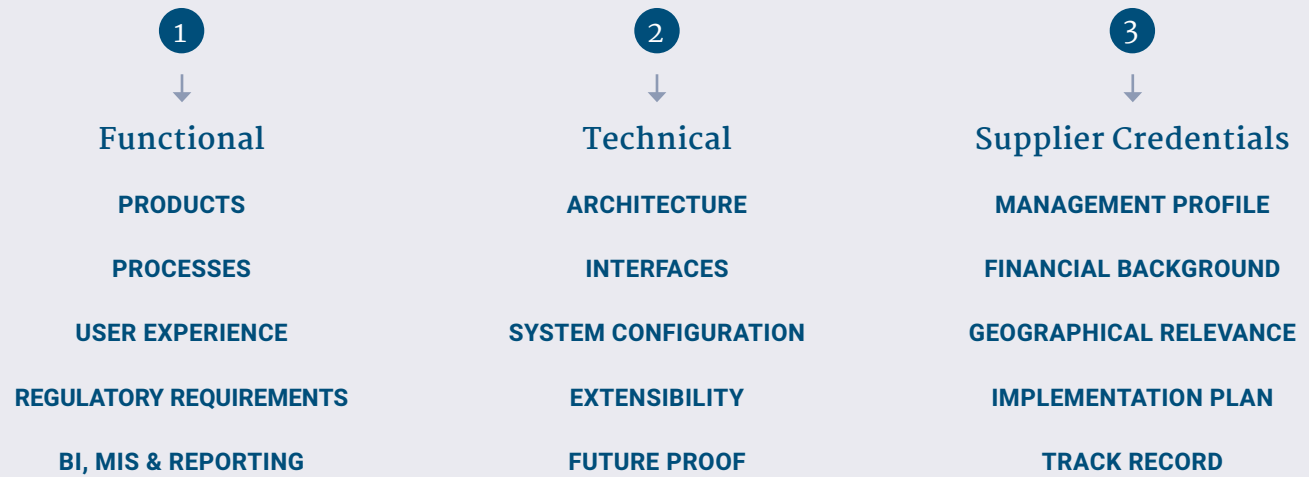 1
Functional
PRODUCTS
PROCESSES
USER EXPERIENCE
REGULATORY REQUIREMENTS
BI, MIS & REPORTING
2
Technical
ARCHITECTURE
INTERFACES
SYSTEM CONFIGURATION
EXTENSIBILITY
FUTURE PROOF
3
Supplier Credentials
MANAGEMENT PROFILE
FINANCIAL BACKGROUND
GEOGRAPHICAL RELEVANCE
IMPLEMENTATION PLAN
TRACK RECORD